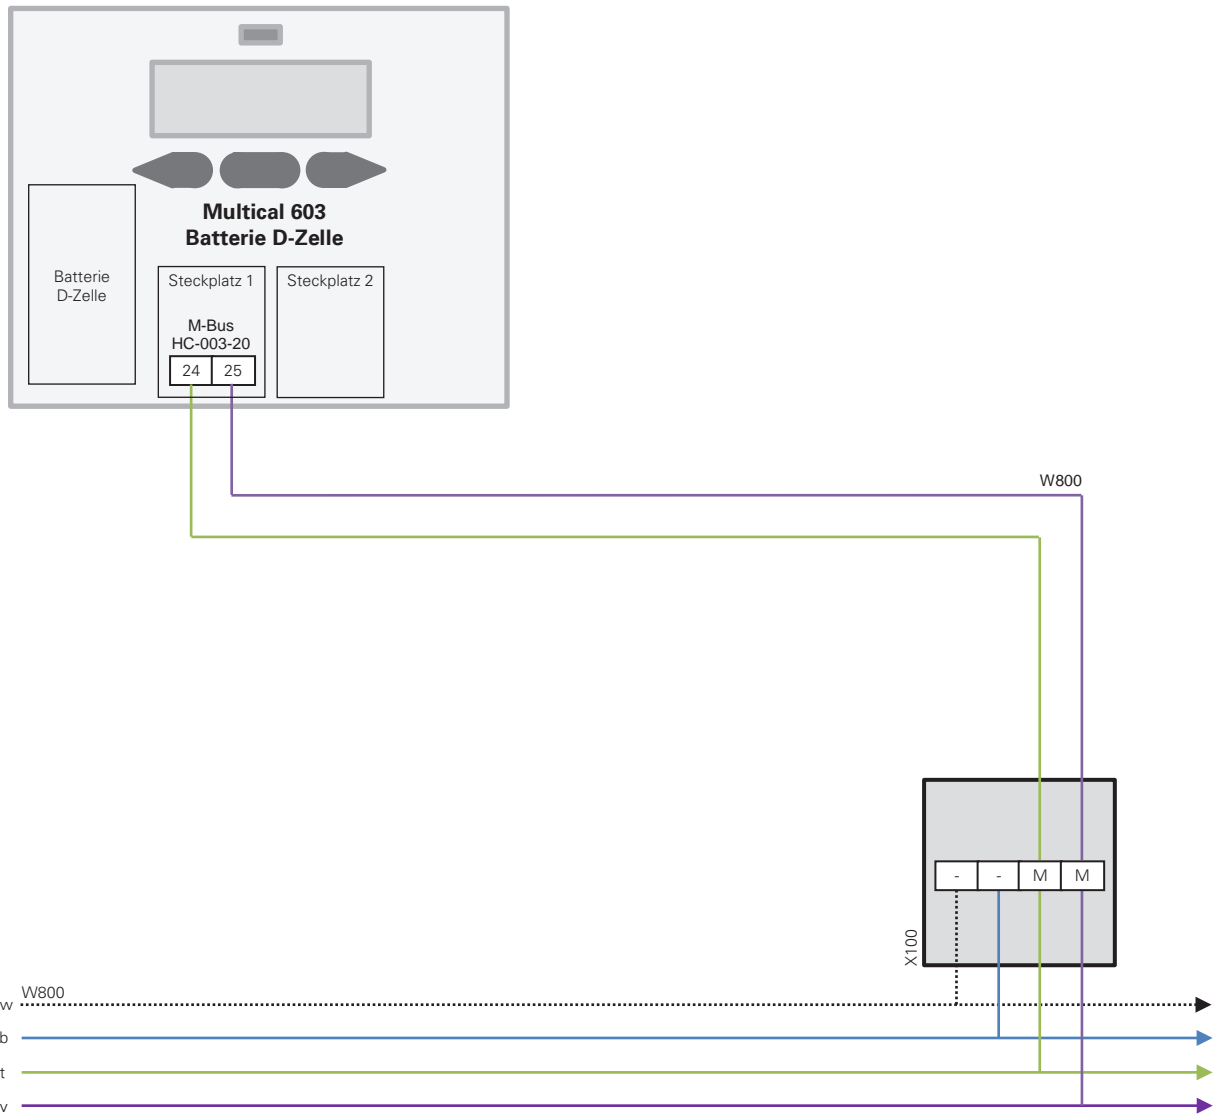 Multical 603
Batterie D-Zelle
Batterie
D-Zelle
Steckplatz 1
Steckplatz 2
M-Bus
HC-003-20
24 25
W800
- - M M
X100
W800
w
b
t
v